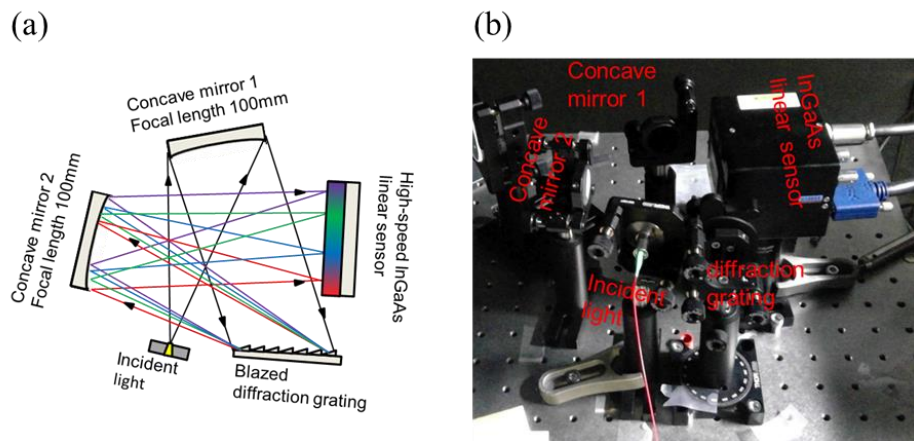 (a)
(b)
Concave mirror 1
Focal length 100mm
Concave mirror 2
Focal length 100mm
High-speed InGaAs
linear sensor
Incident
light
Blazed
diffraction grating
Concave
mirror 1
Concave
mirror 2
InGaAs
linear sensor
Incident
light
diffraction
grating